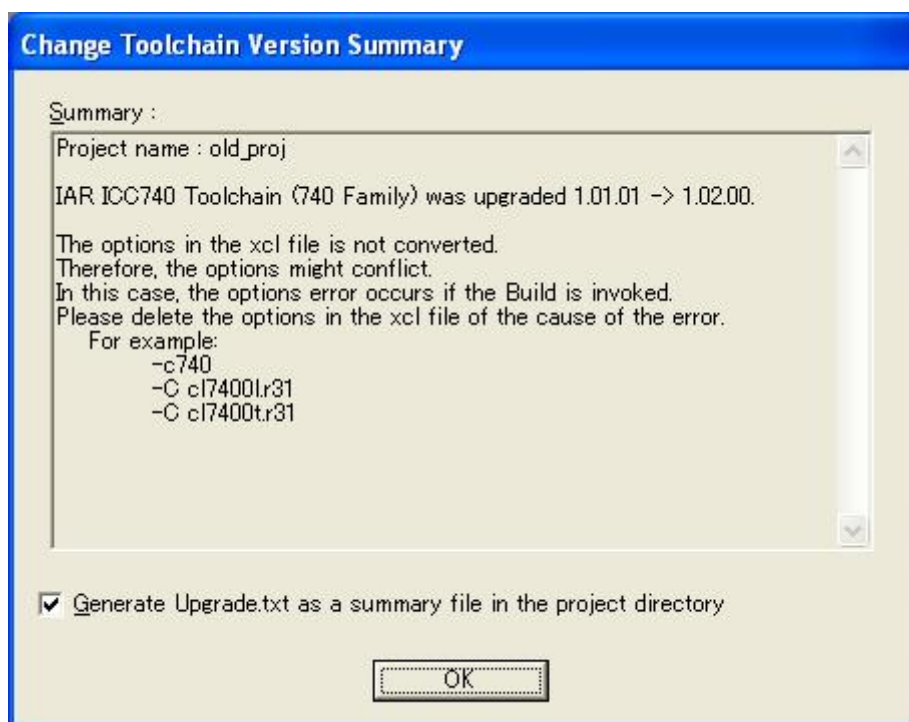 Change Toolchain Version Summary
Summary :
Project name : old_proj
IAR ICC740 Toolchain (740 Family) was upgraded 1.01.01 -> 1.02.00.
The options in the xcl file is not converted.
Therefore, the options might conflict.
In this case, the options error occurs if the Build is invoked.
Please delete the options in the xcl file of the cause of the error.
For example:
-c740
-C cl7400l.r31
-C cl7400t.r31
Generate Upgrade.txt as a summary file in the project directory
OK